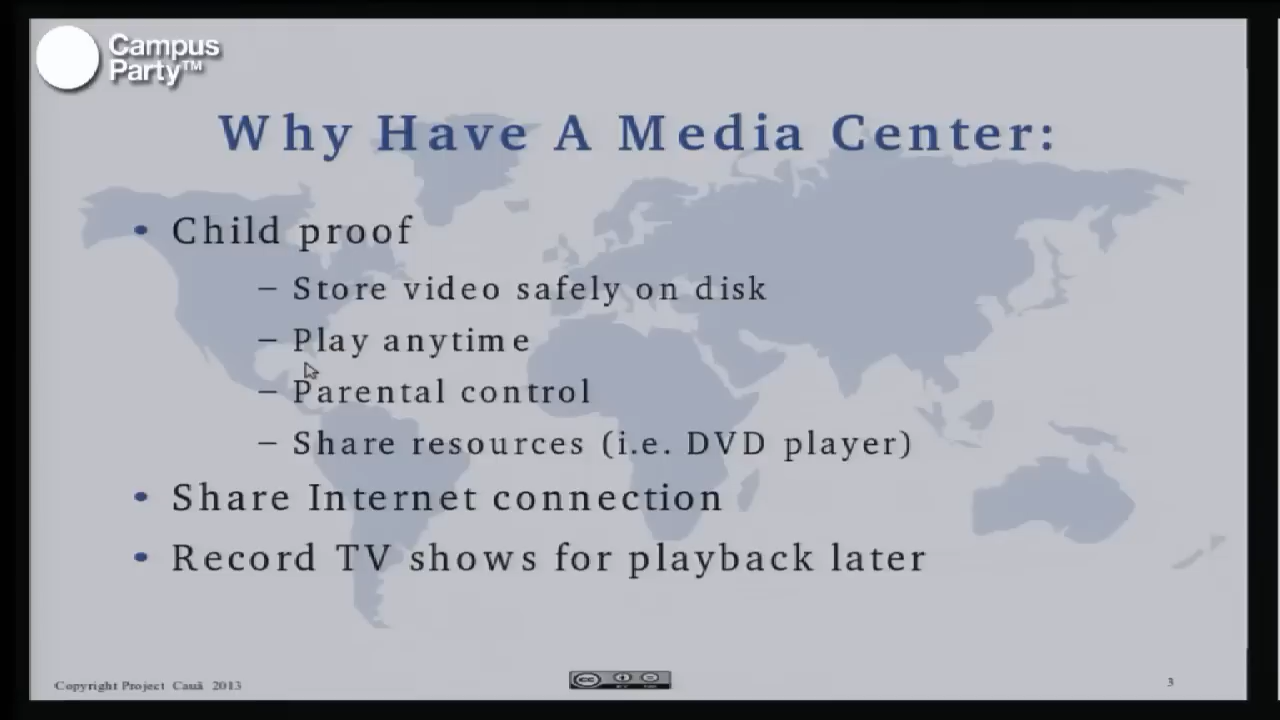 Campus
Party™
Why Have A Media Center:
• Child proof
– Store video safely on disk
– Play anytime
– Parental control
– Share resources (i.e. DVD player)
• Share Internet connection
• Record TV shows for playback later
Copyright Project Cauã 2013
cc
3